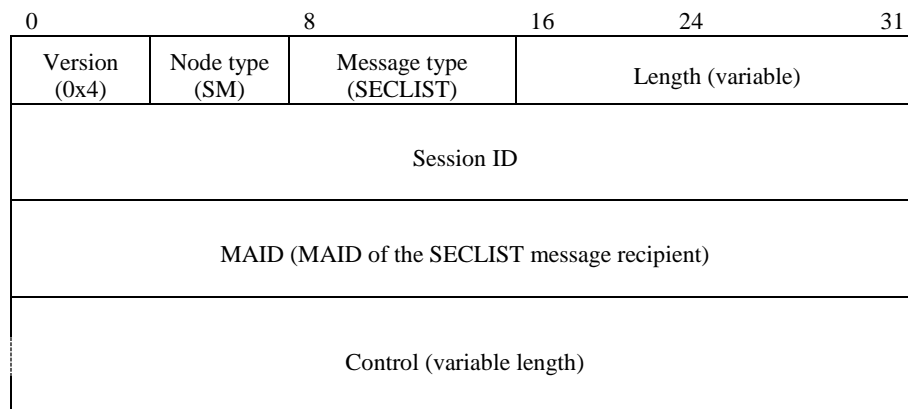 0 8 16 24 31
Version Node type Message type Length (variable)
(0x4) (SM) (SECLIST)
Session ID
MAID (MAID of the SECLIST message recipient)
Control (variable length)